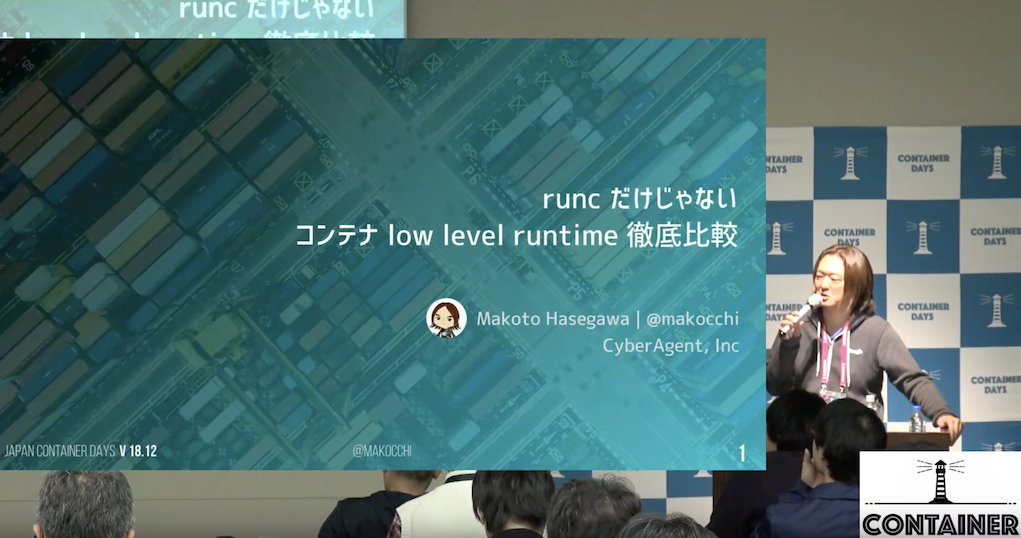 runc だけじゃない
runc だけじゃない
コンテナ low level runtime 徹底比較
Makoto Hasegawa | @makocchi
CyberAgent, Inc
JAPAN CONTAINER DAYS V 18.12
@MAKOCCHI
1
CONTAINER
DAYS
CONTAINER
DAYS
CONTAINER
DAYS
CONTAINER
DAYS
CONTAINER
DAYS
CONTAINER
DAYS
CONTAINER
DAYS
CONTAINER